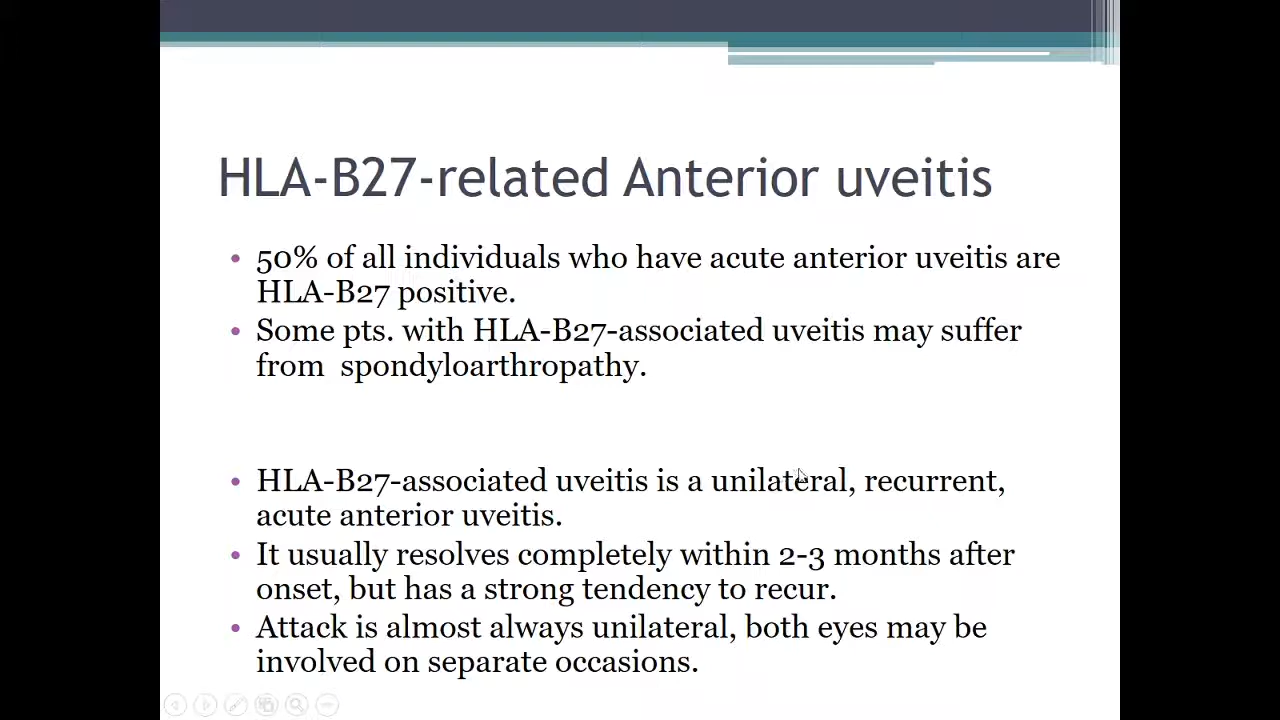 HLA-B27-related Anterior uveitis
• 50% of all individuals who have acute anterior uveitis are
HLA-B27 positive.
• Some pts. with HLA-B27-associated uveitis may suffer
from  spondyloarthropathy.
• HLA-B27-associated uveitis is a unilateral, recurrent,
acute anterior uveitis.
• It usually resolves completely within 2-3 months after
onset, but has a strong tendency to recur.
• Attack is almost always unilateral, both eyes may be
involved on separate occasions.